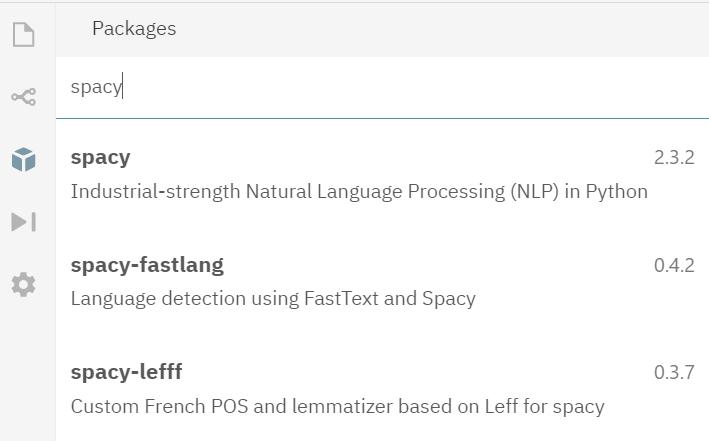 Packages
spacy
spacy 2.3.2
Industrial-strength Natural Language Processing (NLP) in Python
spacy-fastlang 0.4.2
Language detection using FastText and Spacy
spacy-lefff 0.3.7
Custom French POS and lemmatizer based on Leff for spacy